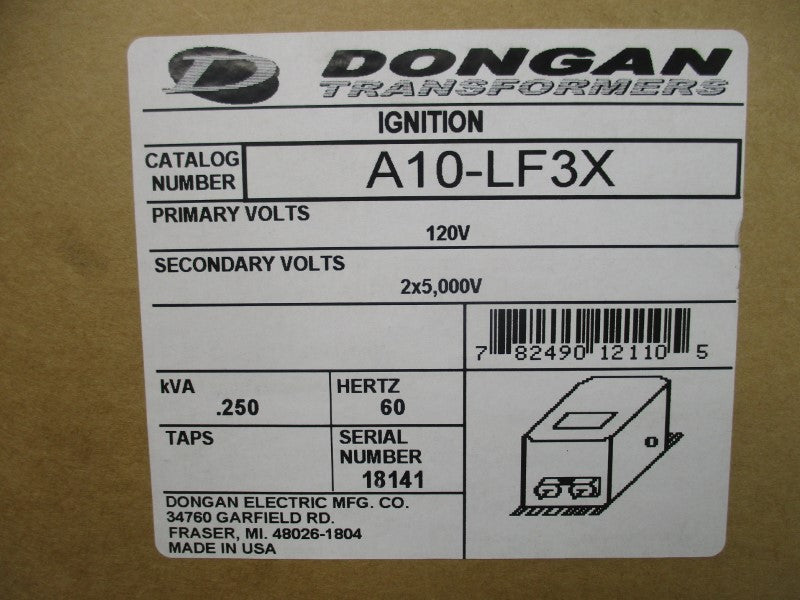 D DONGAN
TRANSFORMERS
IGNITION
CATALOG NUMBER
A10-LF3X
PRIMARY VOLTS
120V
SECONDARY VOLTS
2x5,000V
7 82490 12110 5
kVA
.250
HERTZ
60
TAPS
SERIAL NUMBER
18141
DONGAN ELECTRIC MFG. CO.
34760 GARFIELD RD.
FRASER, MI. 48026-1804
MADE IN USA